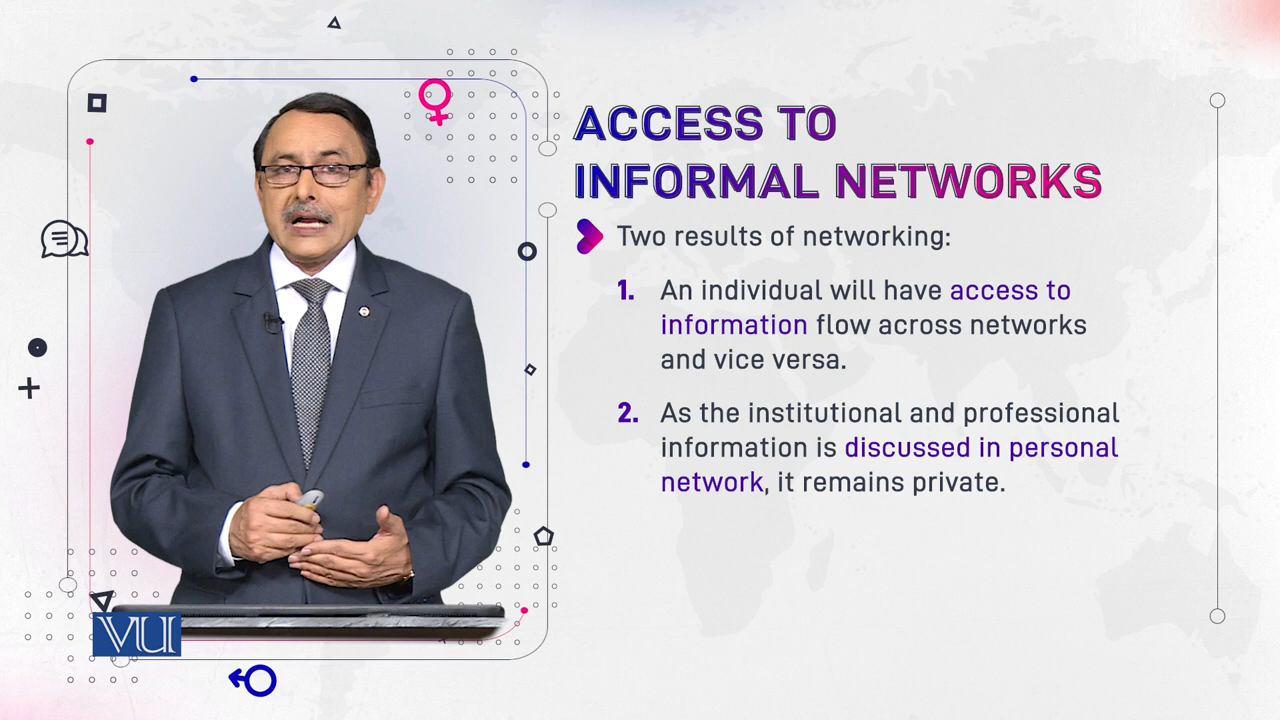 ACCESS TO
INFORMAL NETWORKS
Two results of networking:
1. An individual will have access to
information flow across networks
and vice versa.
2. As the institutional and professional
information is discussed in personal
network, it remains private.
VU